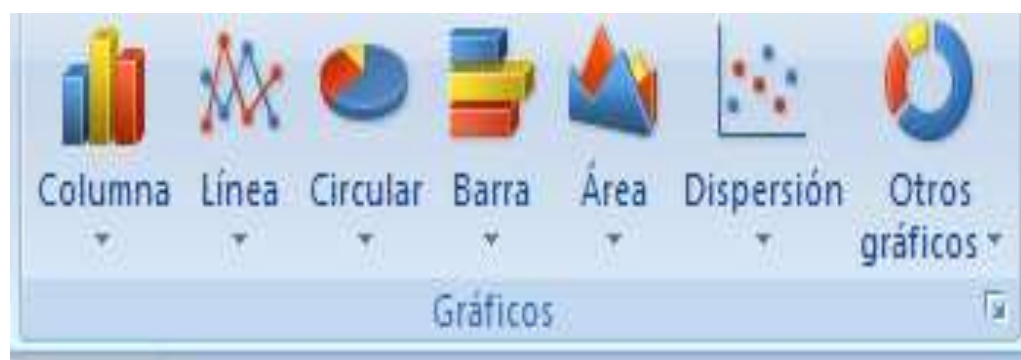 Columna Línea Circular Barra Área Dispersión Otros
gráficos
Gráficos